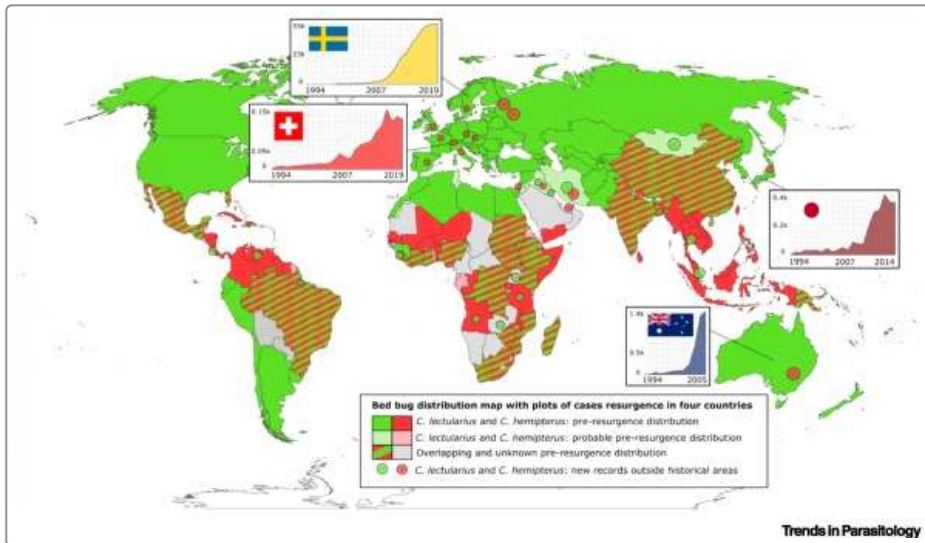 1994
2007
2019
0
1994
2007
2019
0
0.4k
0.2k
0
1994
2007
2014
0
1994
2005
Bed bug distribution map with plots of cases resurgence in four countries
C. lectularius and C. hemipterus: pre-resurgence distribution
C. lectularius and C. hemipterus: probable pre-resurgence distribution
Overlapping and unknown pre-resurgence distribution
C. lectularius and C. hemipterus: new records outside historical areas
Trends in Parasitology